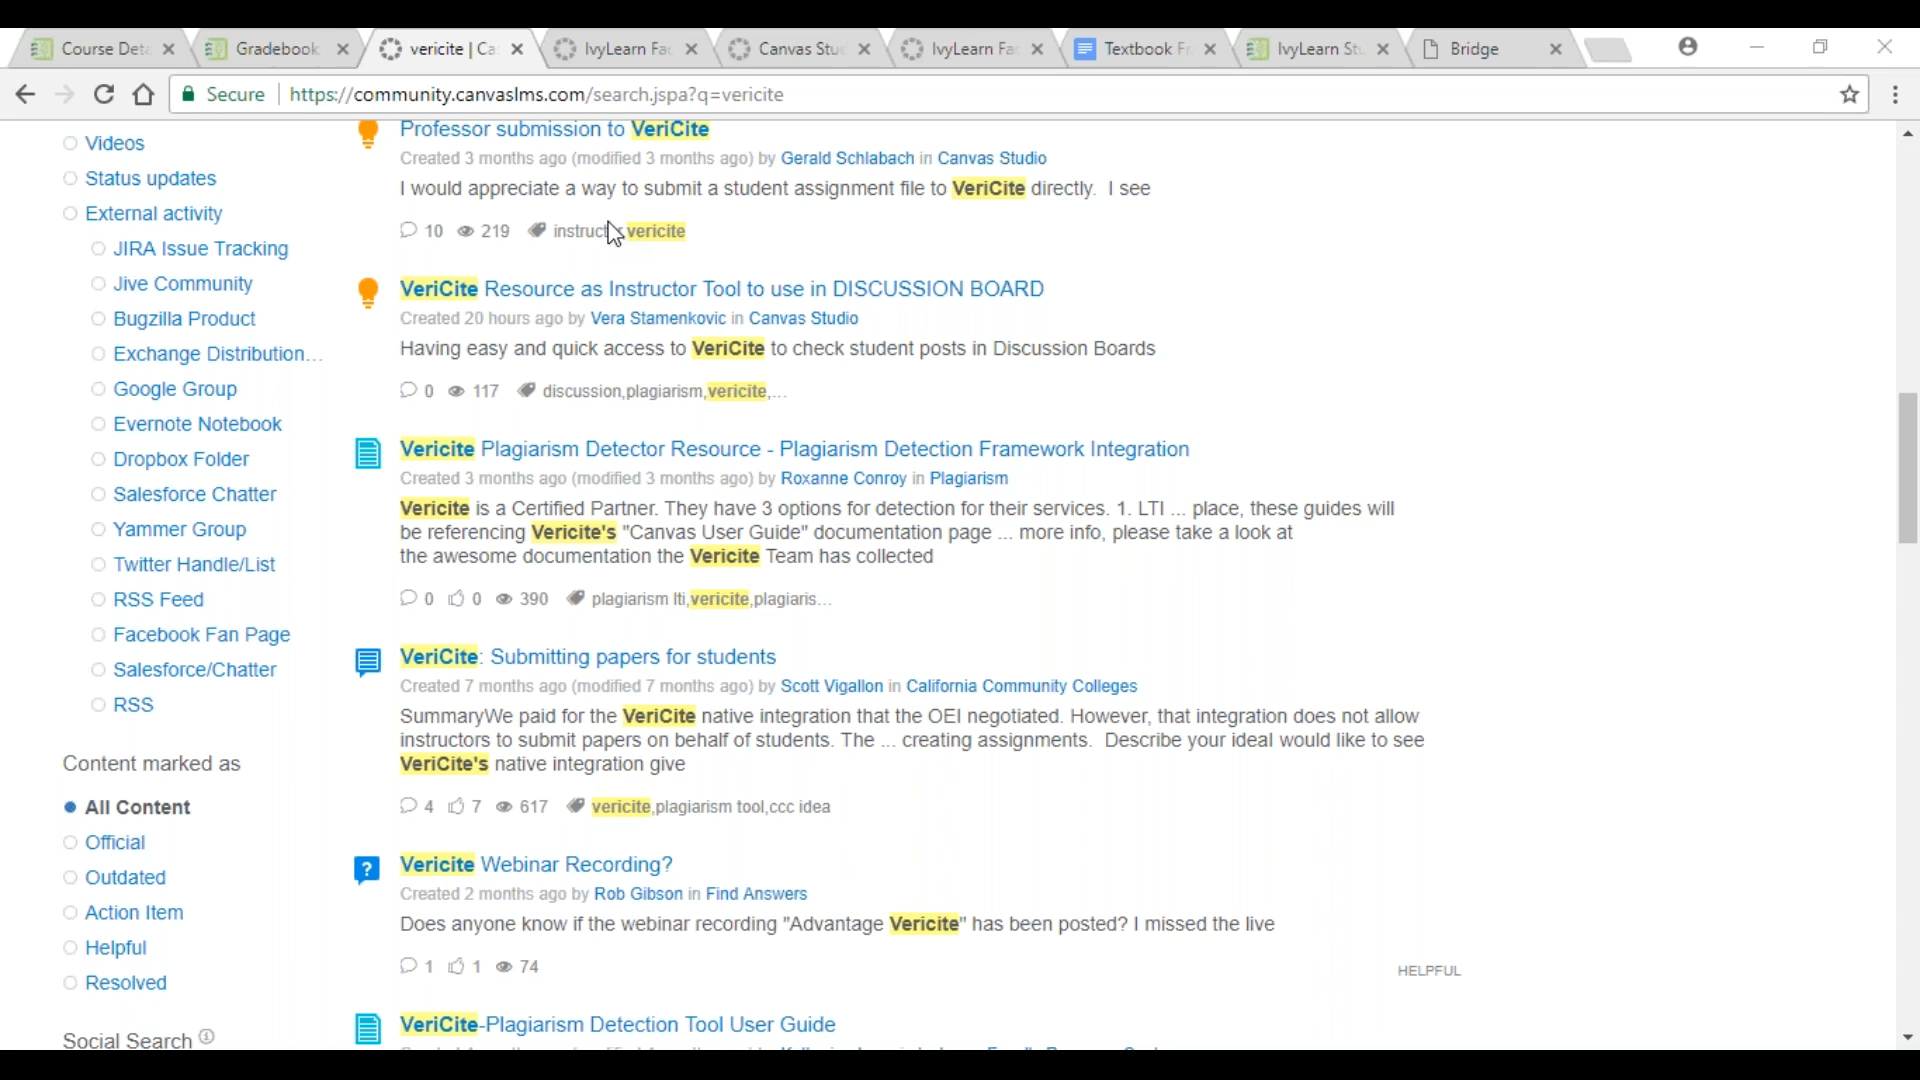 Course Deta
Gradebook
vericite | Ca
IvyLearn Fac
Canvas Stu
IvyLearn Fac
Textbook Fr
IvyLearn Stu
Bridge
Secure
https://community.canvaslms.com/search.jspa?q=vericite
Videos
Status updates
External activity
JIRA Issue Tracking
Jive Community
Bugzilla Product
Exchange Distribution...
Google Group
Evernote Notebook
Dropbox Folder
Salesforce Chatter
Yammer Group
Twitter Handle/List
RSS Feed
Facebook Fan Page
Salesforce/Chatter
RSS
Content marked as
All Content
Official
Outdated
Action Item
Helpful
Resolved
Social Search
Professor submission to VeriCite
Created 3 months ago (modified 3 months ago) by Gerald Schlabach in Canvas Studio
I would appreciate a way to submit a student assignment file to VeriCite directly. I see
10 219 vericite
VeriCite Resource as Instructor Tool to use in DISCUSSION BOARD
Created 20 hours ago by Vera Stamenkovic in Canvas Studio
Having easy and quick access to VeriCite to check student posts in Discussion Boards
0 117 discussion,plagiarism,vericite,...
Vericite Plagiarism Detector Resource - Plagiarism Detection Framework Integration
Created 3 months ago (modified 3 months ago) by Roxanne Conroy in Plagiarism
Vericite is a Certified Partner. They have 3 options for detection for their services. 1. LTI ... place, these guides will
be referencing Vericite's "Canvas User Guide" documentation page ... more info, please take a look at
the awesome documentation the Vericite Team has collected
0 0 390 plagiarism lti,vericite,plagiaris...
VeriCite: Submitting papers for students
Created 7 months ago (modified 7 months ago) by Scott Vigallon in California Community Colleges
SummaryWe paid for the VeriCite native integration that the OEI negotiated. However, that integration does not allow
instructors to submit papers on behalf of students. The ... creating assignments. Describe your ideal would like to see
VeriCite's native integration give
4 7 617 vericite,plagiarism tool,ccc idea
Vericite Webinar Recording?
Created 2 months ago by Rob Gibson in Find Answers
Does anyone know if the webinar recording "Advantage Vericite" has been posted? I missed the live
1 1 74
HELPFUL
VeriCite-Plagiarism Detection Tool User Guide